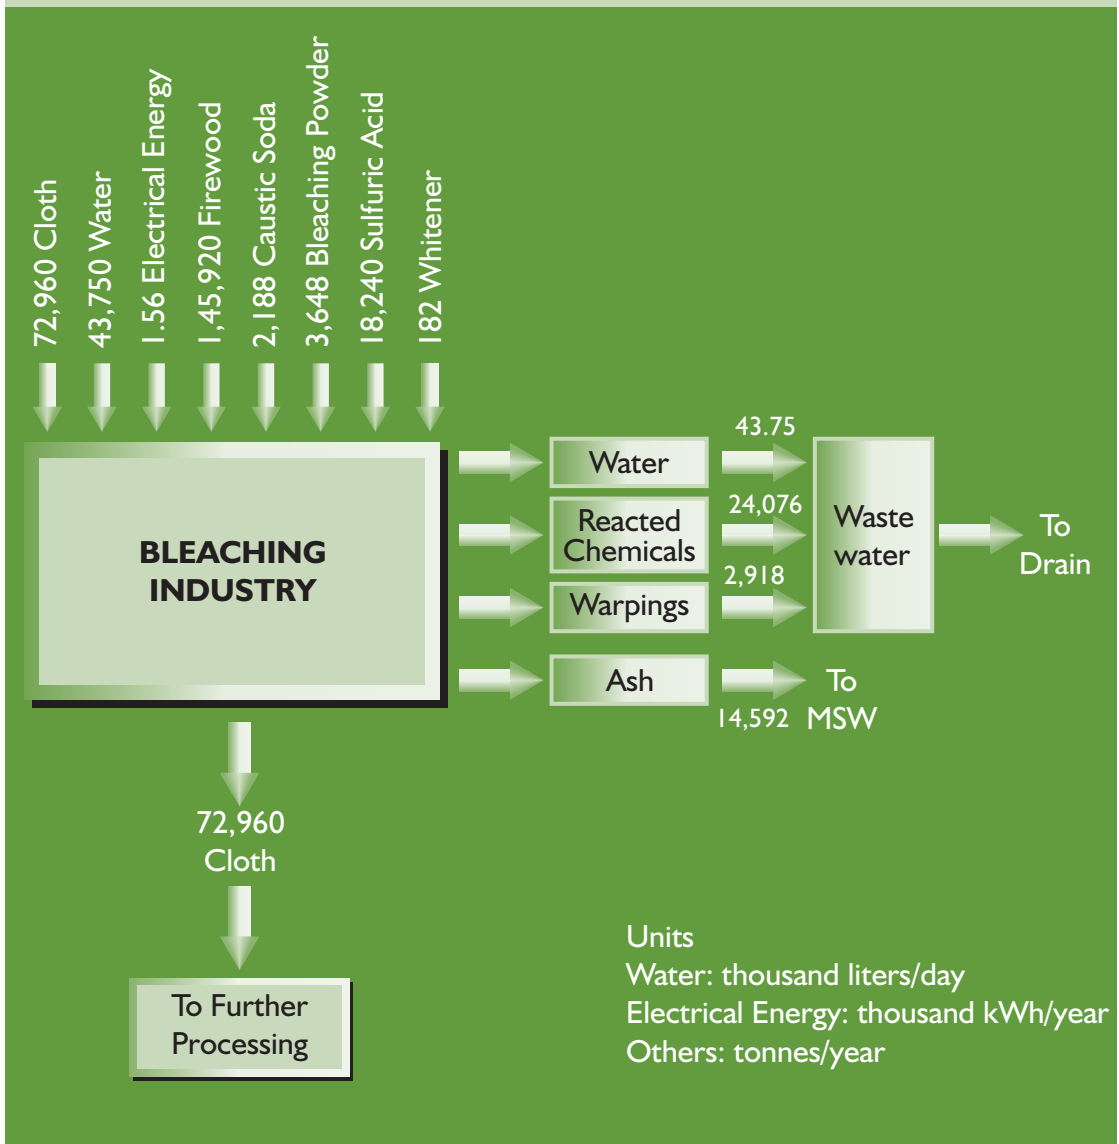 72,960 Cloth
43,750 Water
1.56 Electrical Energy
1,45,920 Firewood
2,188 Caustic Soda
3,648 Bleaching Powder
18,240 Sulfuric Acid
182 Whitener
BLEACHING
INDUSTRY
Water
43.75
Reacted
Chemicals
24,076
Warpings
2,918
Waste
water
To
Drain
Ash
14,592
To
MSW
72,960
Cloth
To Further
Processing
Units
Water: thousand liters/day
Electrical Energy: thousand kWh/year
Others: tonnes/year